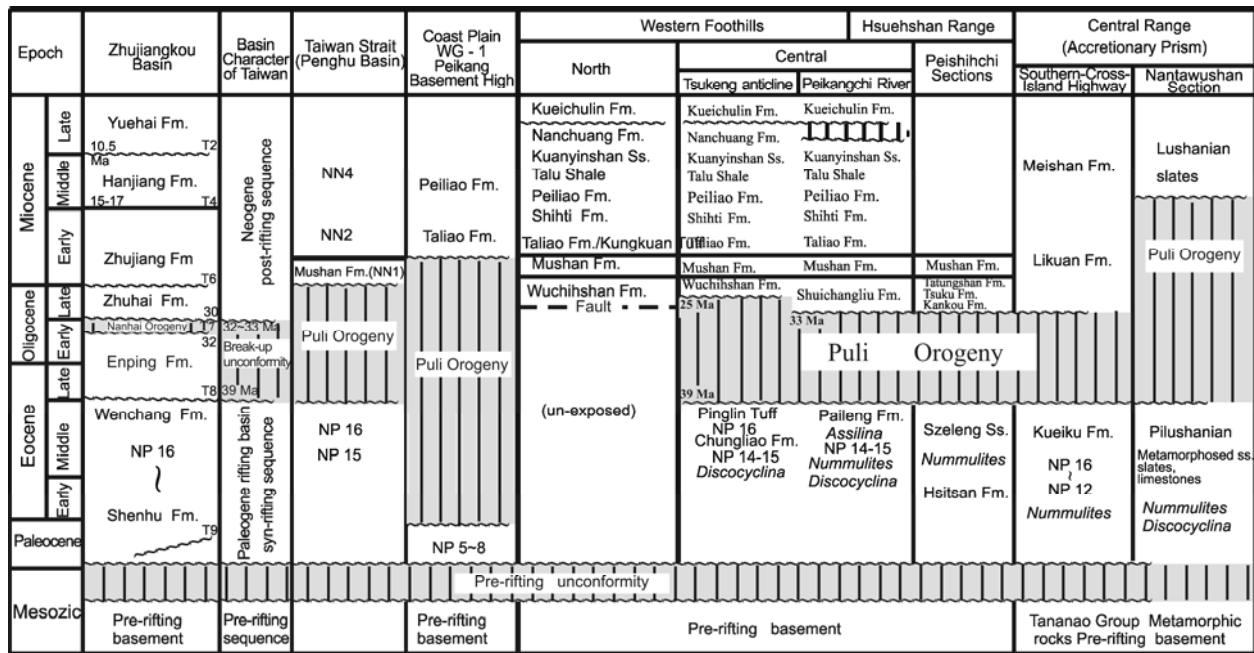 Epoch
Zhujiangkou
Basin
Basin
Character
of Taiwan
Taiwan Strait
(Penghu Basin)
Coast Plain
WG - 1
Peikang
Basement High
Western Foothills
Hsuehshan Range
Central Range
(Accretionary Prism)
North
Central
Peishihchi
Sections
Tsukeng anticline
Peikangchi River
Southern-Cross-
Island Highway
Nantawushan
Section
Miocene
Late
Middle
Early
Oligocene
Late
Early
Eocene
Late
Middle
Early
Paleocene
Mesozic
Yuehai Fm.
10.5
Ma
T2
Hanjiang Fm.
15-17
T4
Zhujiang Fm
T6
Zhuhai Fm.
30
Nanhai Orogeny
T7
32
Enping Fm.
T8
Wenchang Fm.
NP 16
~
Shenhu Fm.
T9
Pre-rifting
basement
Neogene
post-rifting sequence
32~33 Ma
Break-up
unconformity
39 Ma
Paleogene rifting basin
syn-rifting sequence
Pre-rifting
sequence
NN4
NN2
Mushan Fm.(NN1)
Puli Orogeny
NP 16
NP 15
Peiliao Fm.
Taliao Fm.
Puli Orogeny
NP 5~8
Pre-rifting
basement
Kueichulin Fm.
Nanchuang Fm.
Kuanyinshan Ss.
Talu Shale
Peiliao Fm.
Shihti Fm.
Taliao Fm./Kungkuan Tuff
Mushan Fm.
Wuchihshan Fm.
Fault
(un-exposed)
Kueichulin Fm.
Nanchuang Fm.
Kuanyinshan Ss.
Talu Shale
Peiliao Fm.
Shihti Fm.
Taliao Fm.
Mushan Fm.
Wuchihshan Fm.
25 Ma
39 Ma
Pinglin Tuff
NP 16
Chungliao Fm.
NP 14-15
Discocyclina
Kueichulin Fm.
Kuanyinshan Ss.
Talu Shale
Peiliao Fm.
Shihti Fm.
Taliao Fm.
Mushan Fm.
Shuichangliu Fm.
33 Ma
Puli Orogeny
Paileng Fm.
Assilina
NP 14-15
Nummulites
Discocyclina
Mushan Fm.
Tatungshan Fm.
Tsuku Fm.
Kankou Fm.
Szeleng Ss.
Nummulites
Hsitsan Fm.
Meishan Fm.
Likuan Fm.
Kueiku Fm.
NP 16
~
NP 12
Nummulites
Lushanian
slates
Puli Orogeny
Pilushanian
Metamorphosed ss.
slates,
limestones
Nummulites
Discocyclina
Pre-rifting unconformity
Pre-rifting basement
Tananao Group Metamorphic
rocks Pre-rifting basement